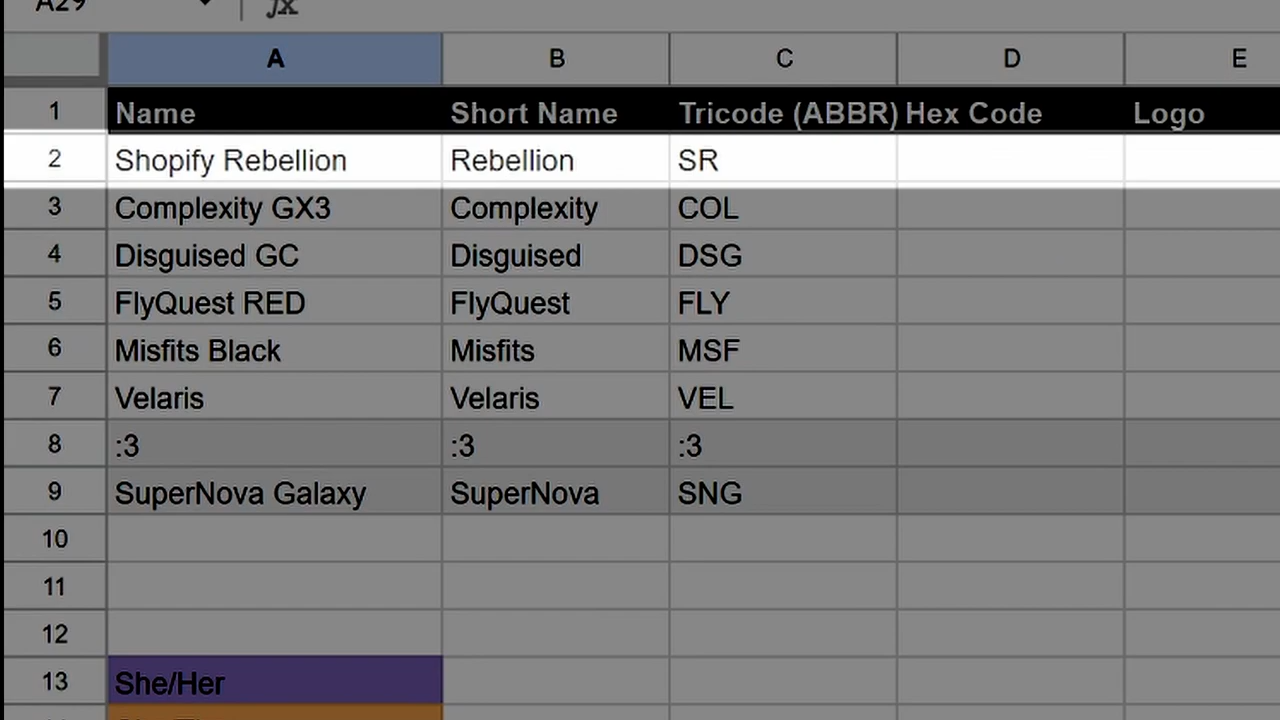 A29 fx
A B C D E
1 Name Short Name Tricode (ABBR) Hex Code Logo
2 Shopify Rebellion Rebellion SR
3 Complexity GX3 Complexity COL
4 Disguised GC Disguised DSG
5 FlyQuest RED FlyQuest FLY
6 Misfits Black Misfits MSF
7 Velaris Velaris VEL
8 :3 :3 :3
9 SuperNova Galaxy SuperNova SNG
10
11
12
13 She/Her